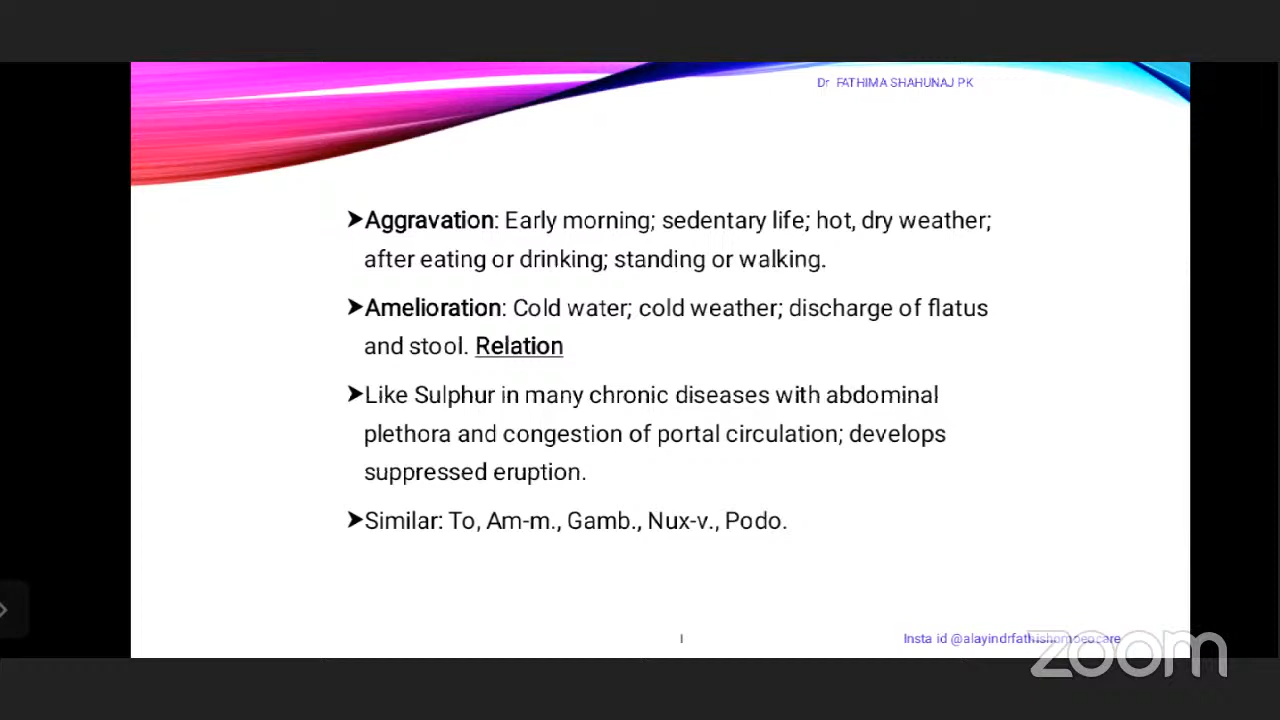 Dr FATHIMA SHAHUNAJ PK
➤Aggravation: Early morning; sedentary life; hot, dry weather;
after eating or drinking; standing or walking.
➤Amelioration: Cold water; cold weather; discharge of flatus
and stool. Relation
➤Like Sulphur in many chronic diseases with abdominal
plethora and congestion of portal circulation; develops
suppressed eruption.
➤Similar: To, Am-m., Gamb., Nux-v., Podo.
Insta id @alayindrfathishomoeocare
zoom